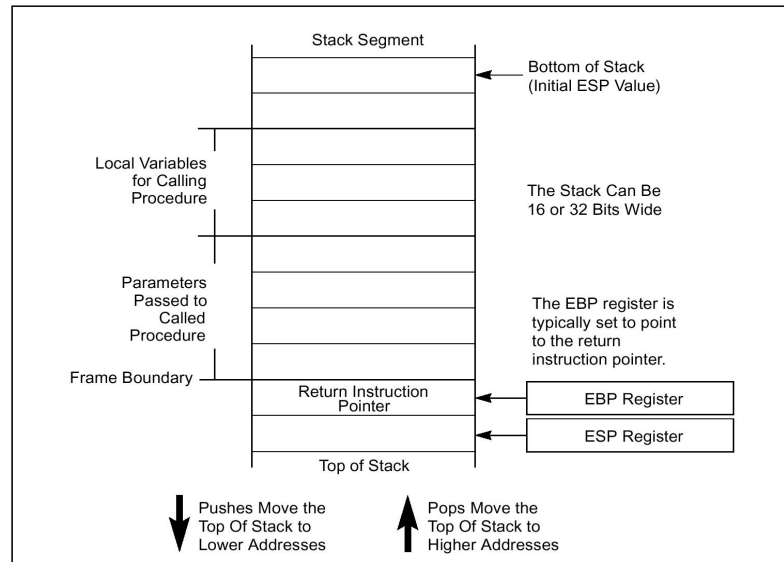 Stack Segment
Bottom of Stack
(Initial ESP Value)
Local Variables
for Calling
Procedure
The Stack Can Be
16 or 32 Bits Wide
Parameters
Passed to
Called
Procedure
The EBP register is
typically set to point
to the return
instruction pointer.
Frame Boundary
Return Instruction
Pointer
EBP Register
ESP Register
Top of Stack
Pushes Move the
Top Of Stack to
Lower Addresses
Pops Move the
Top Of Stack to
Higher Addresses